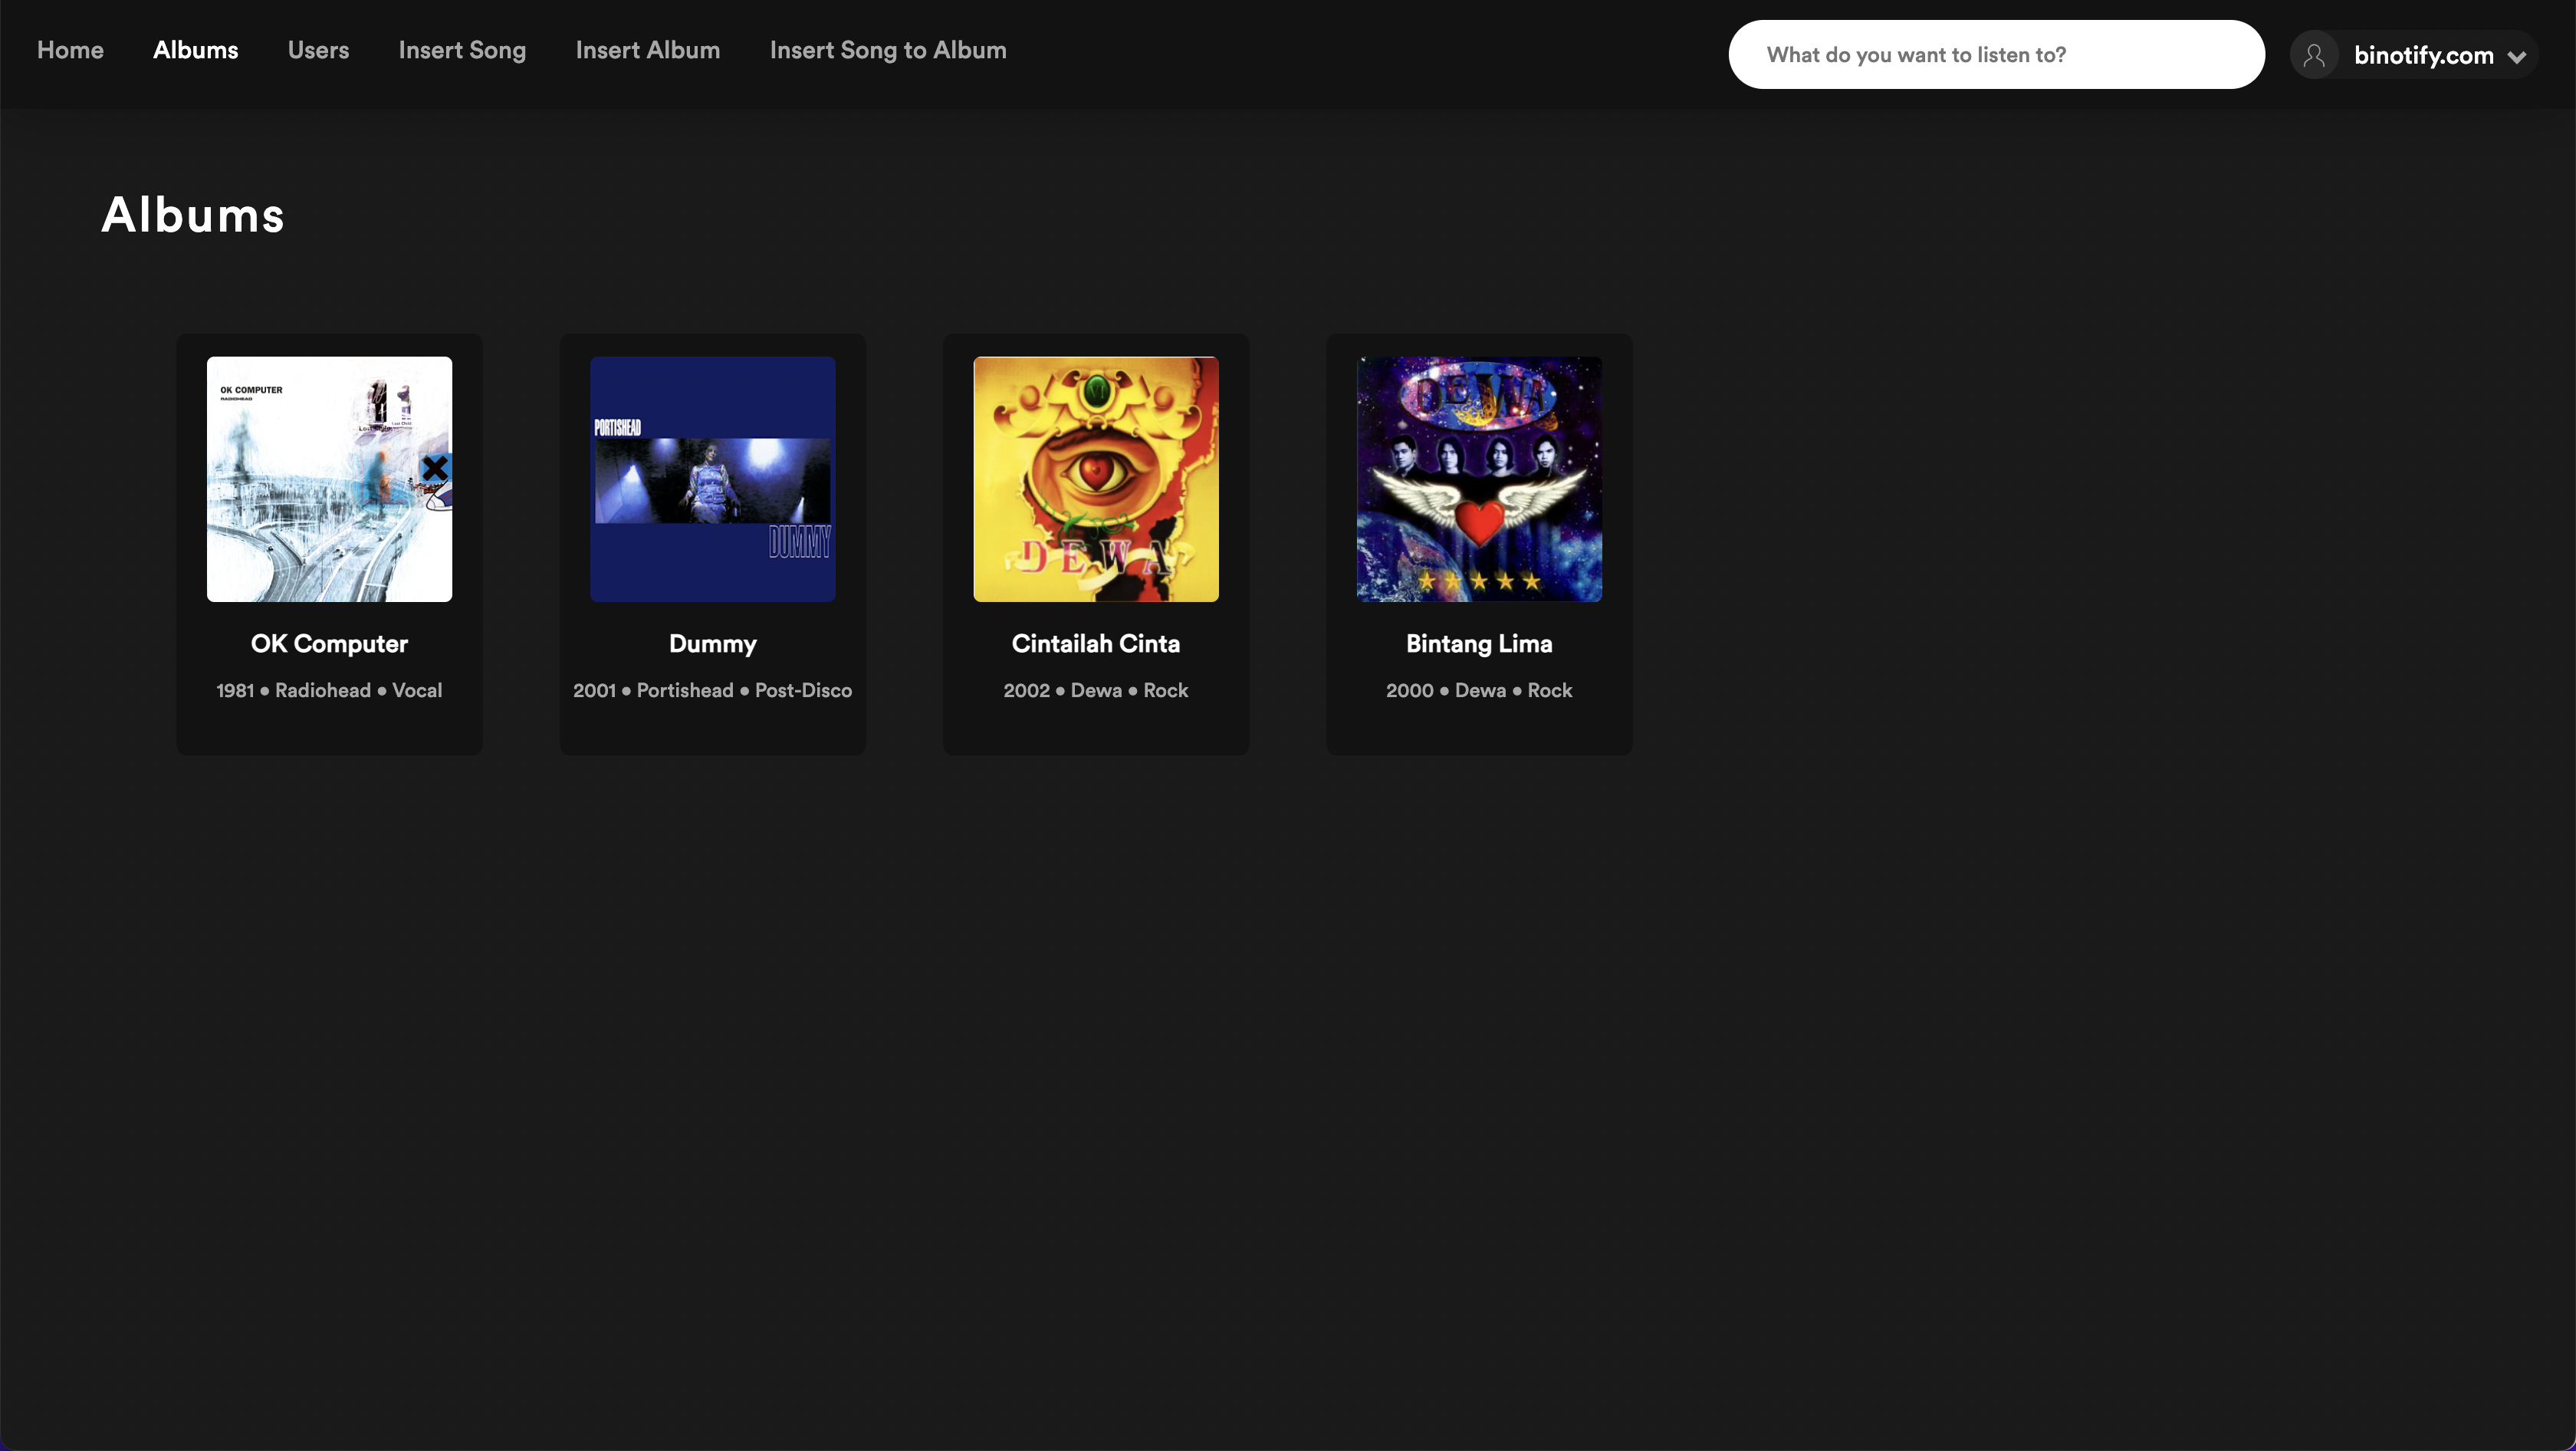 Home Albums Users Insert Song Insert Album Insert Song to Album What do you want to listen to? binotify.com
Albums
OK COMPUTER
RADIOHEAD
PORTISHEAD
DUMMY
DEWA
DEWA
OK Computer
1981 • Radiohead • Vocal
Dummy
2001 • Portishead • Post-Disco
Cintailah Cinta
2002 • Dewa • Rock
Bintang Lima
2000 • Dewa • Rock